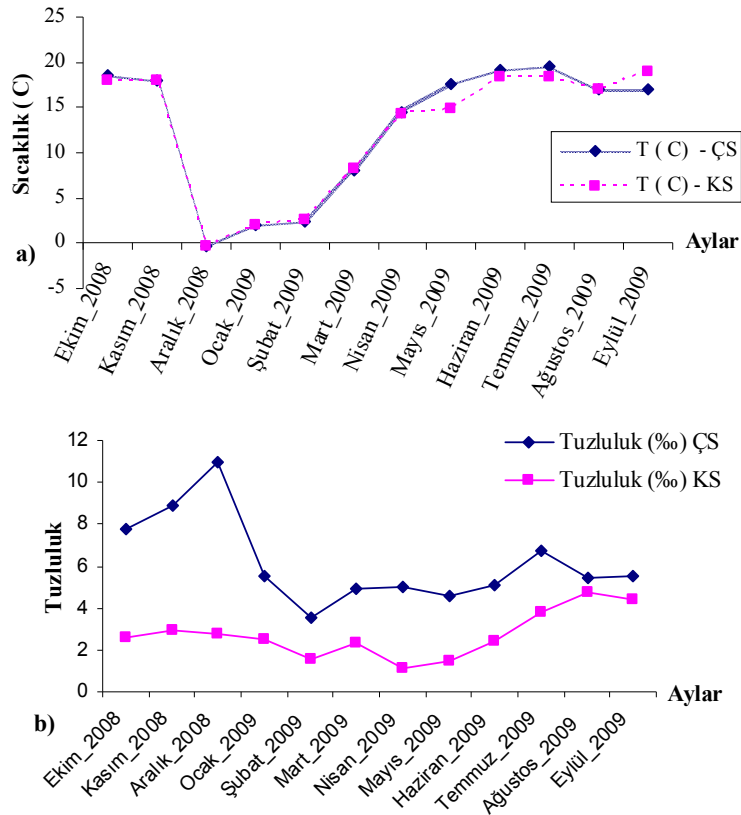 25
20
15
10
5
0
-5
Sıcaklık ( C)
T ( C) - ÇS
T ( C) - KS
Aylar
a)
Ekim_2008
Kasım_2008
Aralık_2008
Ocak_2009
Şubat_2009
Mart_2009
Nisan_2009
Mayıs_2009
Haziran_2009
Temmuz_2009
Ağustos_2009
Eylül_2009
12
10
8
6
4
2
0
Tuzluluk
Tuzluluk (‰) ÇS
Tuzluluk (‰) KS
Aylar
b)
Ekim_2008
Kasım_2008
Aralık_2008
Ocak_2009
Şubat_2009
Mart_2009
Nisan_2009
Mayıs_2009
Haziran_2009
Temmuz_2009
Ağustos_2009
Eylül_2009